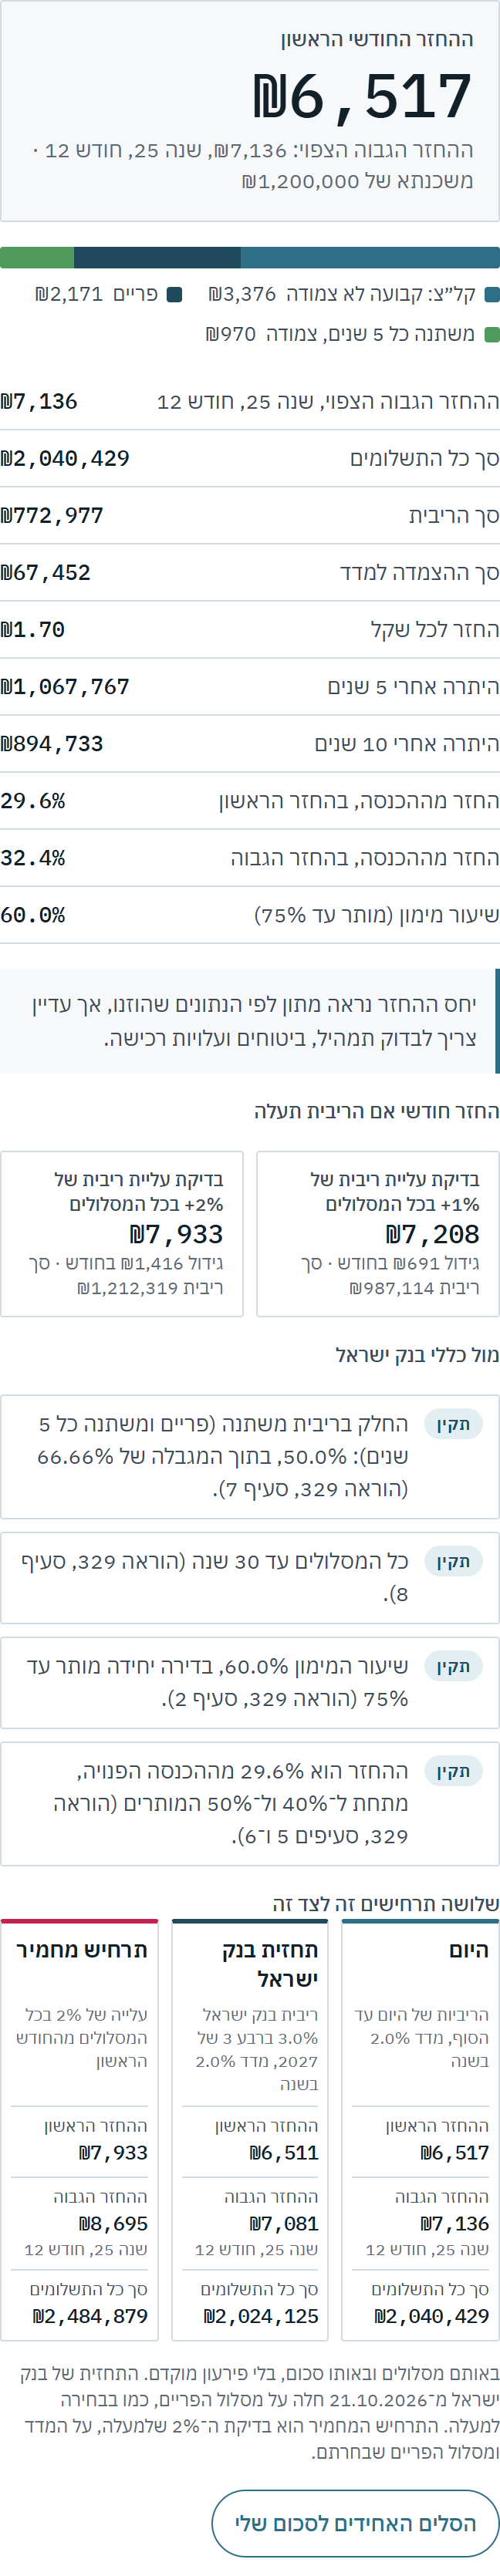 ההחזר החודשי הראשון
₪6,517
ההחזר הגבוה הצפוי: ₪7,136, שנה 25, חודש 12 ·
משכנתא של ₪1,200,000
קל״צ: קבועה לא צמודה ₪3,376
פריים ₪2,171
משתנה כל 5 שנים, צמודה ₪970
ההחזר הגבוה הצפוי, שנה 25, חודש 12 ₪7,136
סך כל התשלומים ₪2,040,429
סך הריבית ₪772,977
סך ההצמדה למדד ₪67,452
החזר לכל שקל ₪1.70
היתרה אחרי 5 שנים ₪1,067,767
היתרה אחרי 10 שנים ₪894,733
החזר מההכנסה, בהחזר הראשון 29.6%
החזר מההכנסה, בהחזר הגבוה 32.4%
שיעור מימון (מותר עד 75%) 60.0%
יחס ההחזר נראה מתון לפי הנתונים שהוזנו, אך עדיין
צריך לבדוק תמהיל, ביטוחים ועלויות רכישה.
החזר חודשי אם הריבית תעלה
בדיקת עליית ריבית של
+1% בכל המסלולים
₪7,208
גידול ₪691 בחודש · סך
ריבית ₪987,114
בדיקת עליית ריבית של
+2% בכל המסלולים
₪7,933
גידול ₪1,416 בחודש · סך
ריבית ₪1,212,319
מול כללי בנק ישראל
תקין
החלק בריבית משתנה (פריים ומשתנה כל 5
שנים): 50.0%, בתוך המגבלה של 66.66%
(הוראה 329, סעיף 7).
תקין
כל המסלולים עד 30 שנה (הוראה 329, סעיף
8).
תקין
שיעור המימון 60.0%, בדירה יחידה מותר עד
75% (הוראה 329, סעיף 2).
תקין
ההחזר הוא 29.6% מההכנסה הפנויה,
מתחת ל־40% ול־50% המותרים (הוראה
329, סעיפים 5 ו־6).
שלושה תרחישים זה לצד זה
היום
הריביות של היום עד
הסוף, מדד 2.0%
בשנה
ההחזר הראשון
₪6,517
ההחזר הגבוה
₪7,136
שנה 25, חודש 12
סך כל התשלומים
₪2,040,429
תחזית בנק
ישראל
ריבית בנק ישראל
3.0% ברבע 3 של
2027, מדד 2.0%
בשנה
ההחזר הראשון
₪6,511
ההחזר הגבוה
₪7,081
שנה 25, חודש 12
סך כל התשלומים
₪2,024,125
תרחיש מחמיר
עלייה של 2% בכל
המסלולים מהחודש
הראשון
ההחזר הראשון
₪7,933
ההחזר הגבוה
₪8,695
שנה 25, חודש 12
סך כל התשלומים
₪2,484,879
באותם מסלולים ובאותו סכום, בלי פירעון מוקדם. התחזית של בנק
ישראל מ־21.10.2026 חלה על מסלול הפריים, כמו בבחירה
למעלה. התרחיש המחמיר הוא בדיקת ה־2% שלמעלה, על המדד
ומסלול הפריים שבחרתם.
הסלים האחידים לסכום שלי